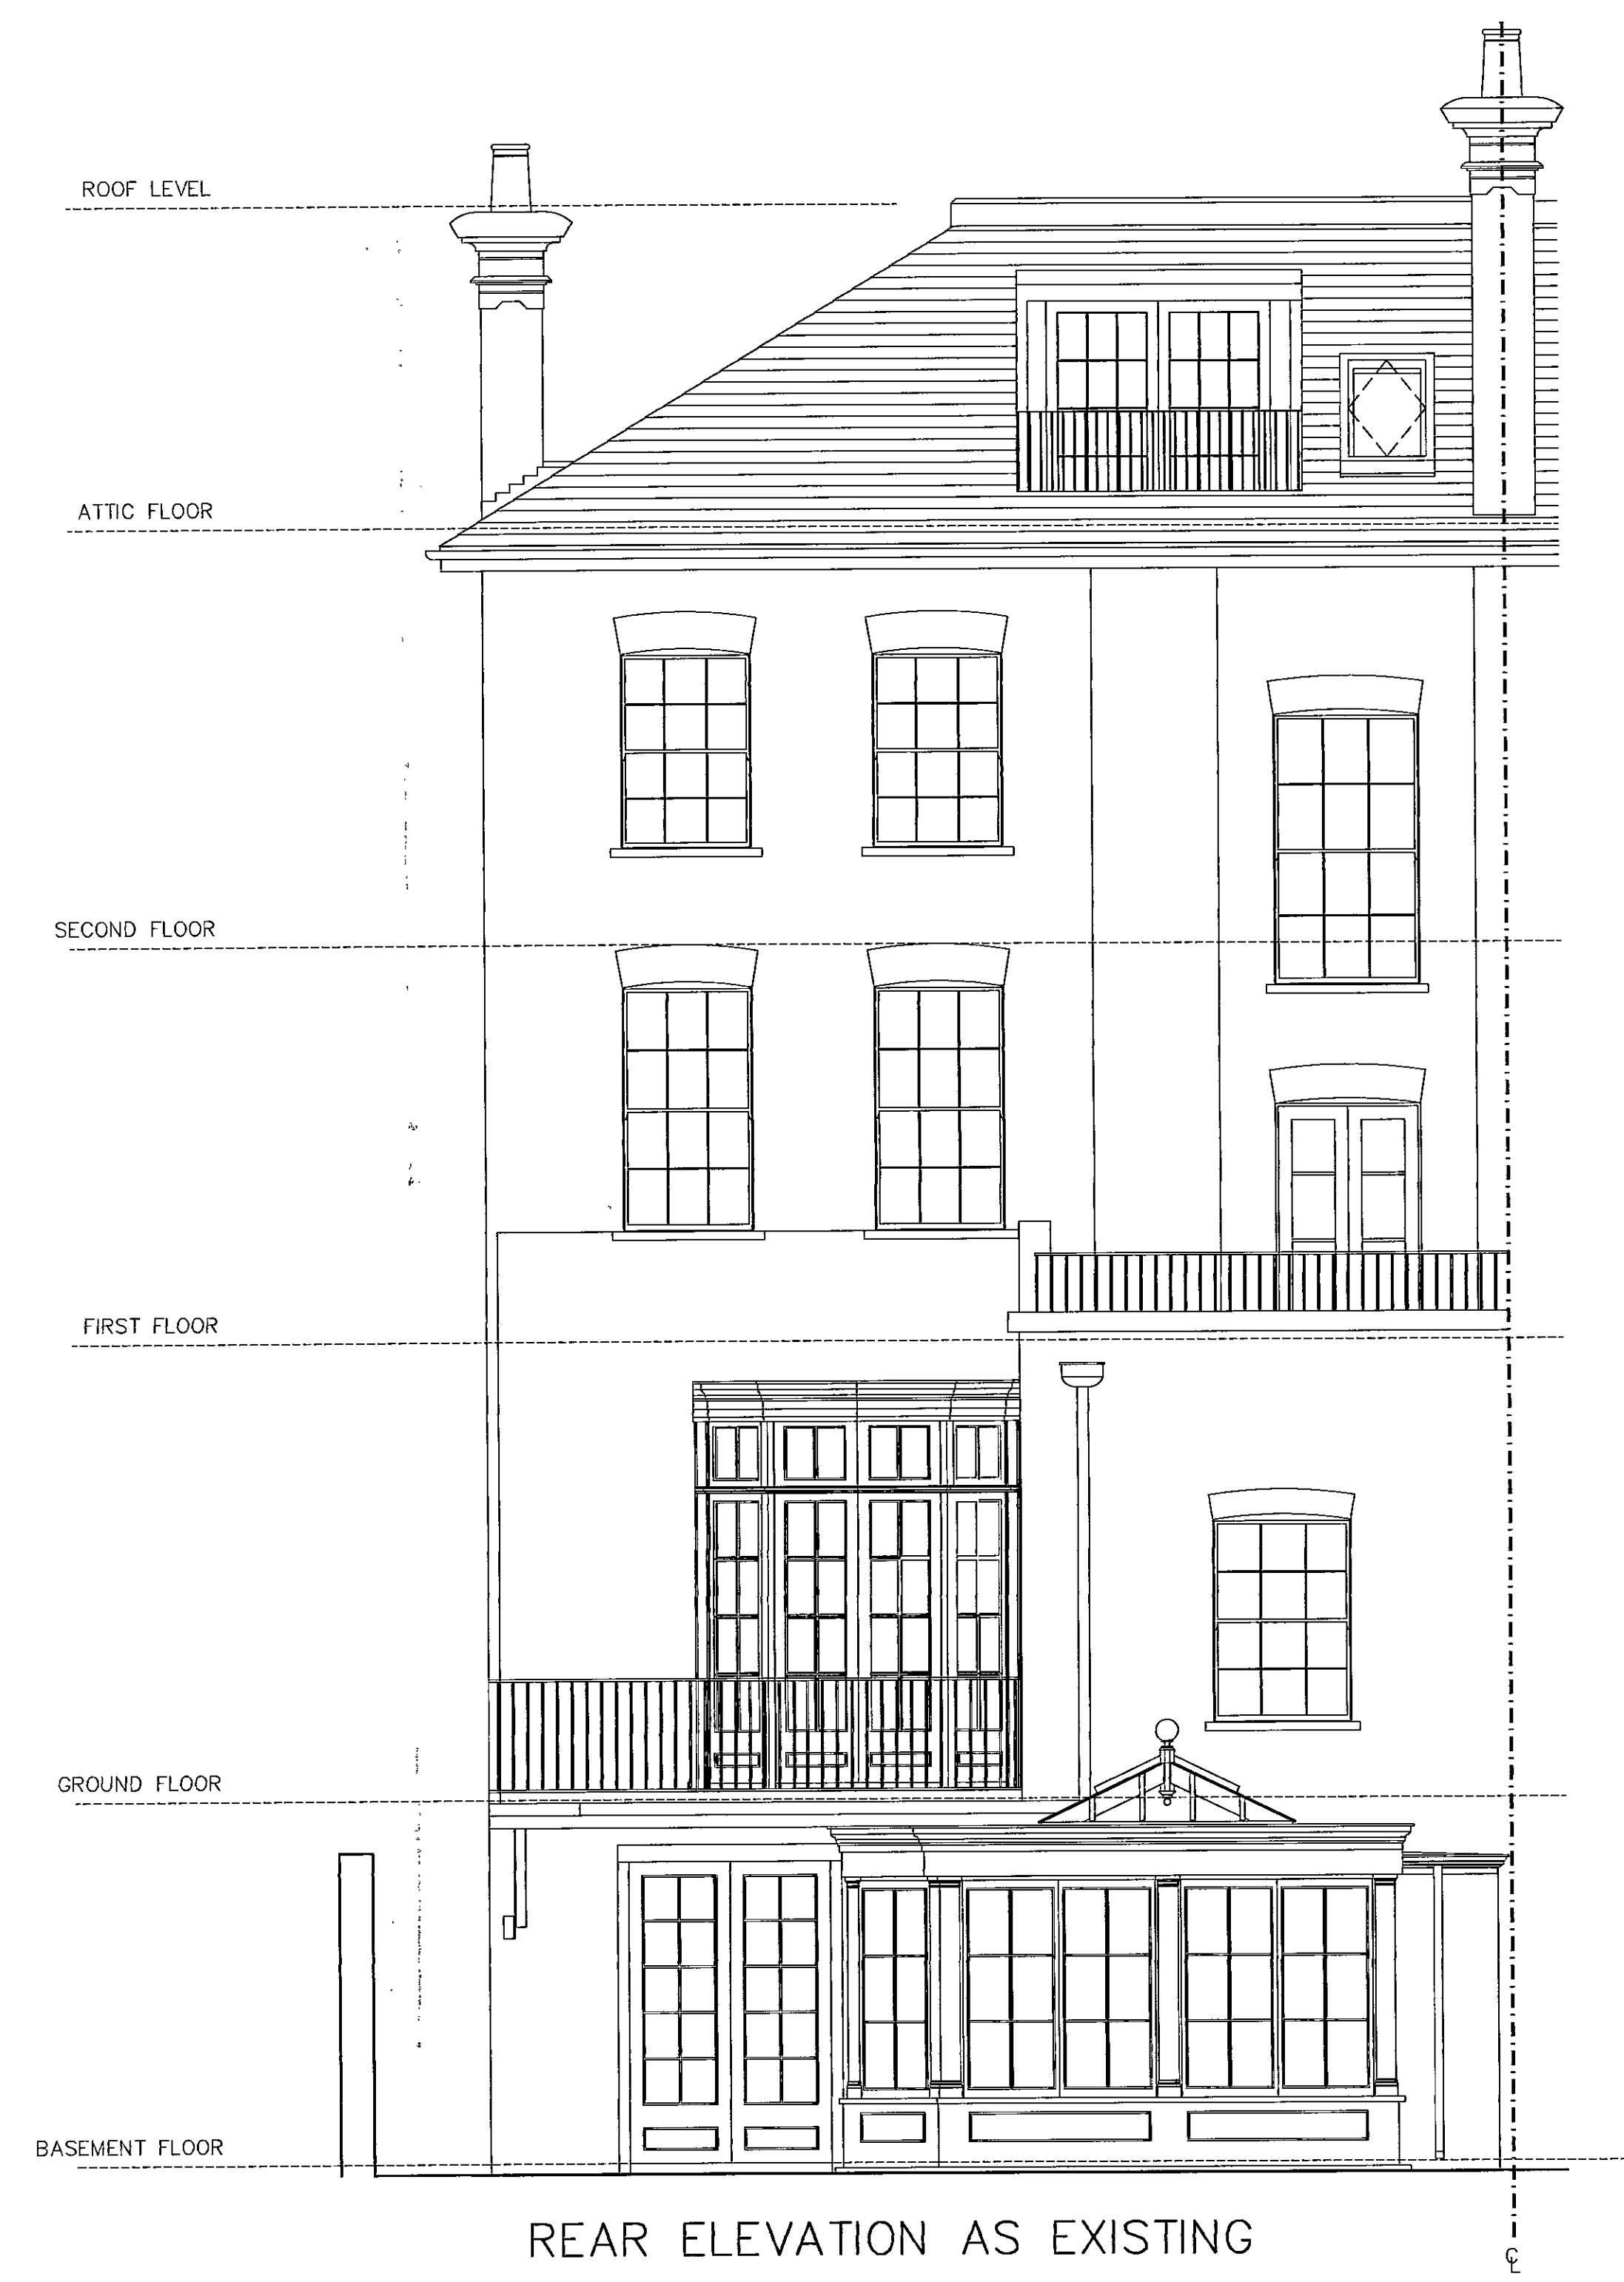 ROOF LEVEL
ATTIC FLOOR
SECOND FLOOR
FIRST FLOOR
GROUND FLOOR
BASEMENT FLOOR
REAR ELEVATION AS EXISTING
℄